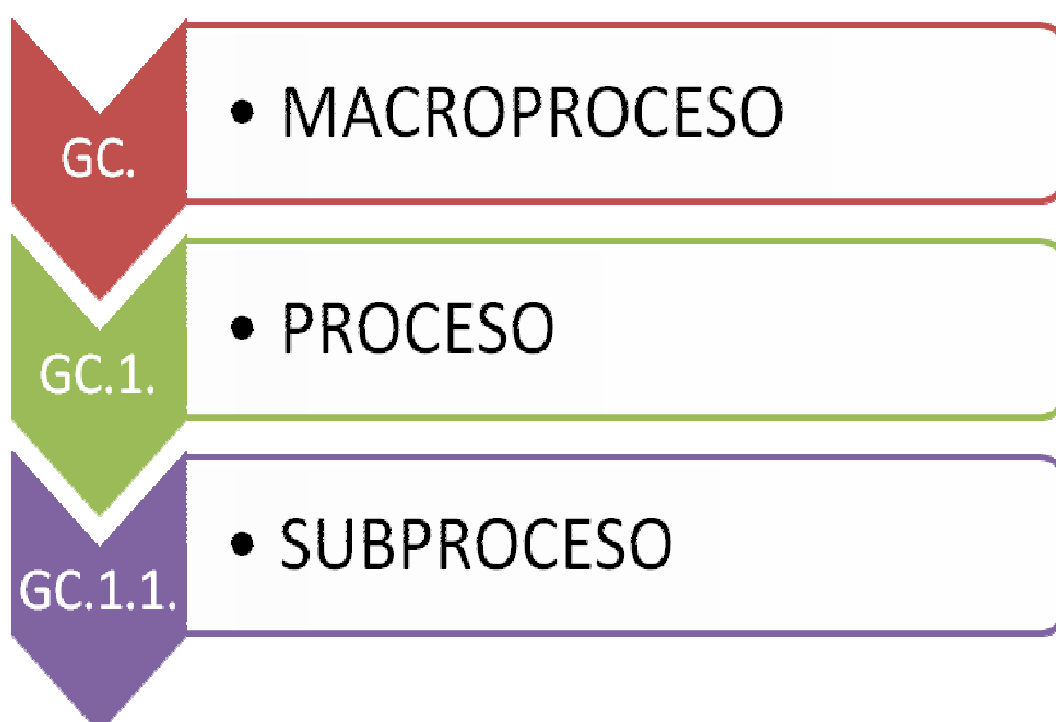 GC.
• MACROPROCESO
GC.1.
• PROCESO
GC.1.1.
• SUBPROCESO